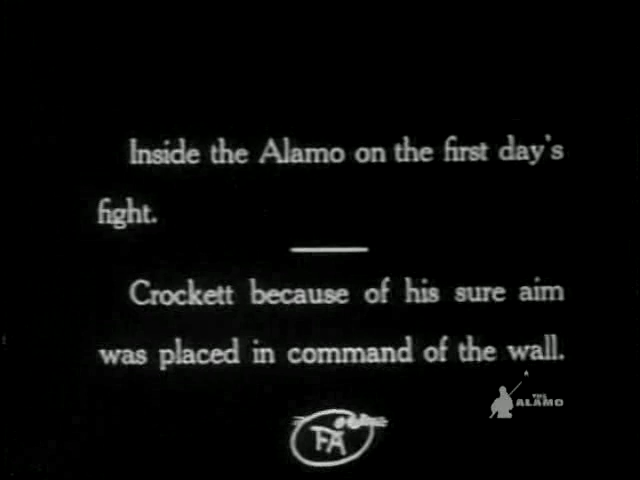 Inside the Alamo on the first day's
fight.
Crockett because of his sure aim
was placed in command of the wall.
THE
ALAMO
FA